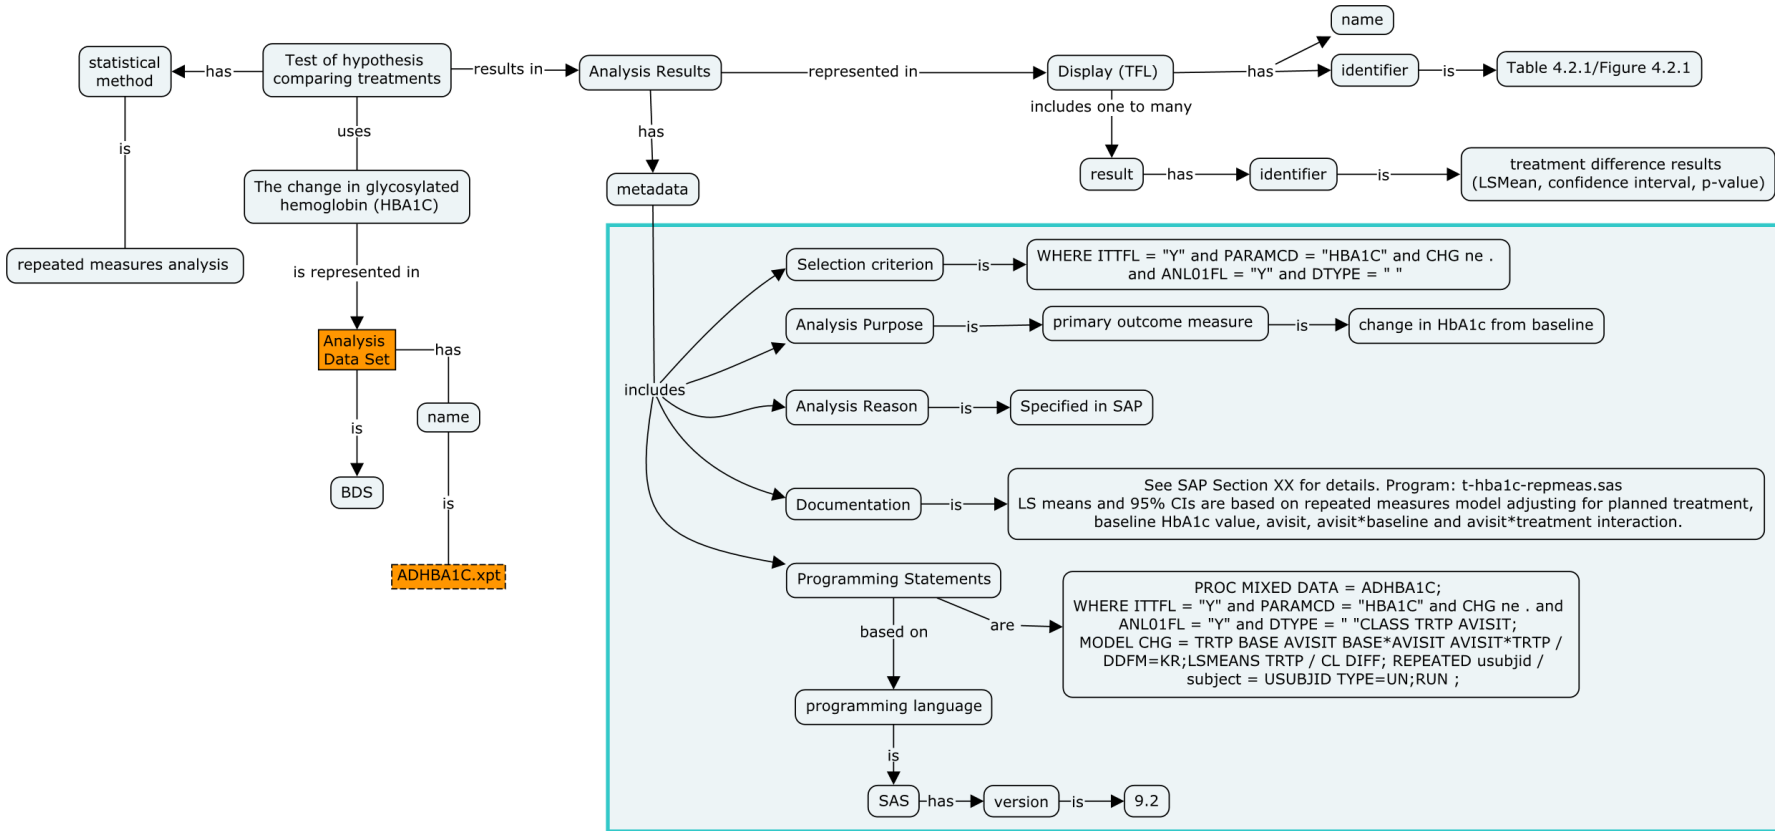 name
statistical
method
has
Test of hypothesis
comparing treatments
results in
Analysis Results
represented in
Display (TFL)
has
identifier
is
Table 4.2.1/Figure 4.2.1
includes one to many
uses
has
is
result
has
identifier
is
treatment difference results
(LSMean, confidence interval, p-value)
The change in glycosylated
hemoglobin (HBA1C)
metadata
repeated measures analysis
is represented in
Selection criterion
is
WHERE ITTFL = "Y" and PARAMCD = "HBA1C" and CHG ne .
and ANL01FL = "Y" and DTYPE = " "
Analysis Purpose
is
primary outcome measure
is
change in HbA1c from baseline
Analysis
Data Set
has
includes
name
Analysis Reason
is
Specified in SAP
is
BDS
is
Documentation
is
See SAP Section XX for details. Program: t-hba1c-repmeas.sas
LS means and 95% CIs are based on repeated measures model adjusting for planned treatment,
baseline HbA1c value, avisit, avisit*baseline and avisit*treatment interaction.
ADHBA1C.xpt
Programming Statements
are
PROC MIXED DATA = ADHBA1C;
WHERE ITTFL = "Y" and PARAMCD = "HBA1C" and CHG ne . and
ANL01FL = "Y" and DTYPE = " "CLASS TRTP AVISIT;
MODEL CHG = TRTP BASE AVISIT BASE*AVISIT AVISIT*TRTP /
DDFM=KR;LSMEANS TRTP / CL DIFF; REPEATED usubjid /
subject = USUBJID TYPE=UN;RUN ;
based on
programming language
is
SAS
has
version
is
9.2